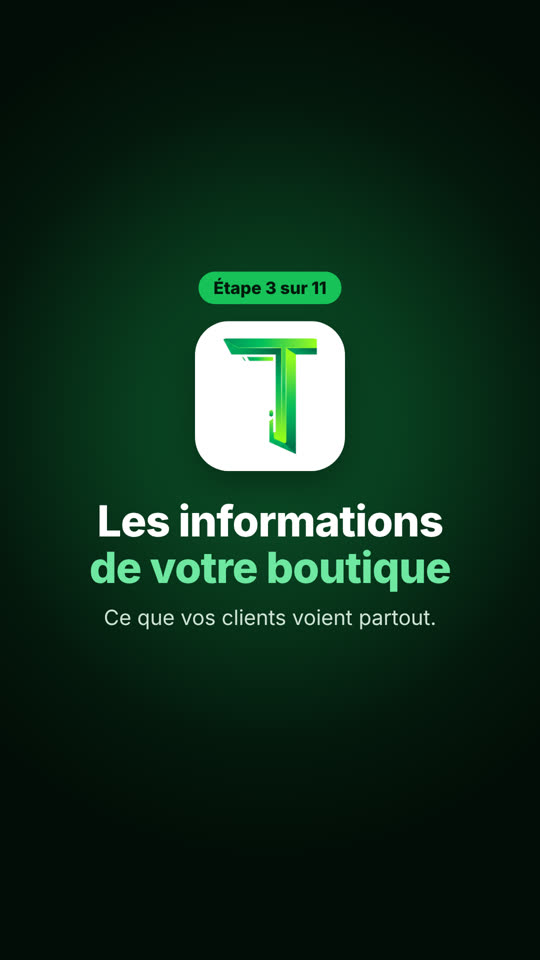 Étape 3 sur 11
T
Les informations
de votre boutique
Ce que vos clients voient partout.